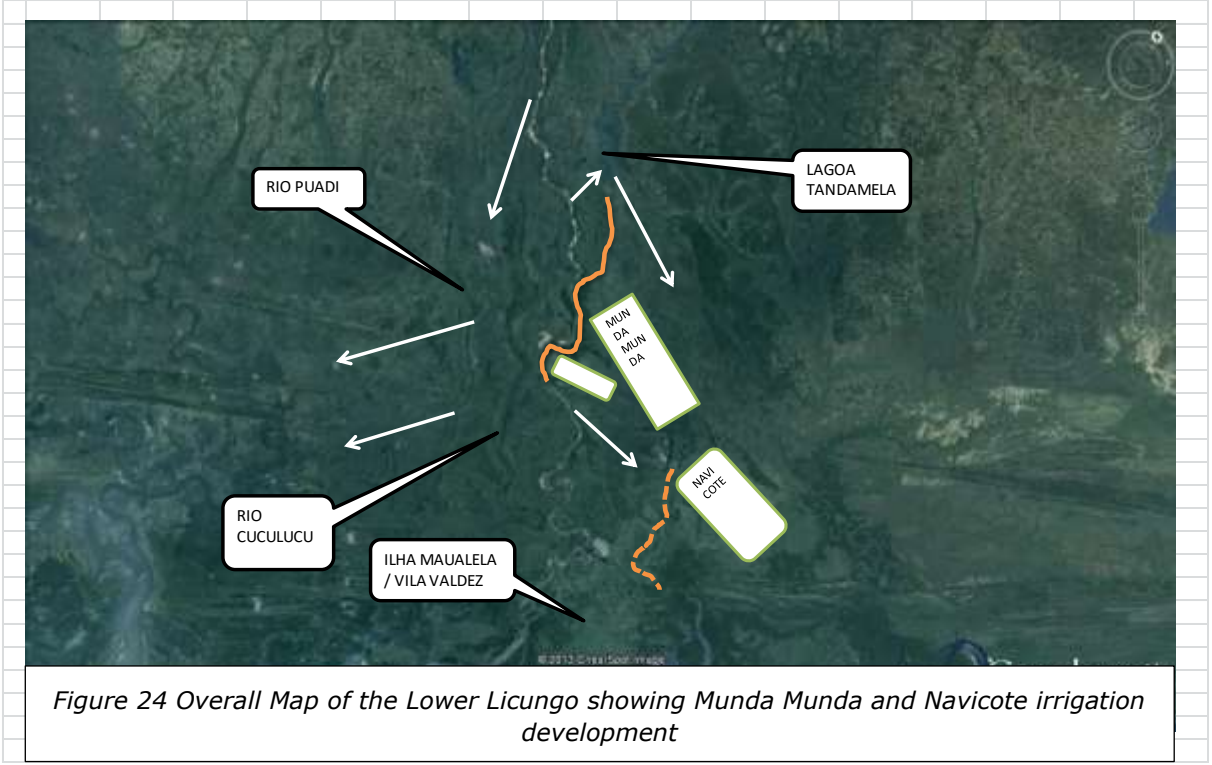 LAGOA
TANDAMELA
RIO PUADI
MUN
DA
MUN
DA
NAVI
COTE
RIO
CUCULUCU
ILHA MAUALELA
/ VILA VALDEZ
Figure 24 Overall Map of the Lower Licungo showing Munda Munda and Navicote irrigation
development